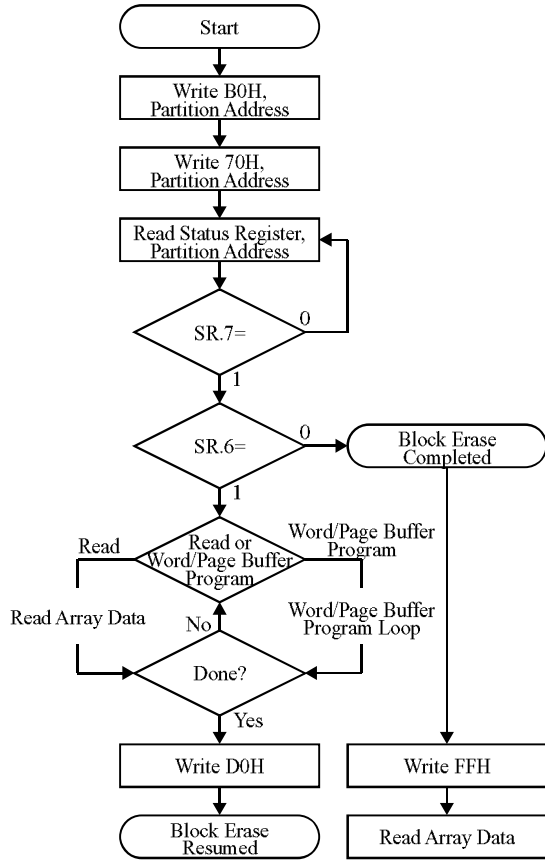 Start
Write B0H,
Partition Address
Write 70H,
Partition Address
Read Status Register,
Partition Address
0
SR.7=
1
0
SR.6=
Block Erase
Completed
1
Read
Read or
Word/Page Buffer
Program
Word/Page Buffer
Program
Read Array Data
Word/Page Buffer
Program Loop
No
Done?
Yes
Write D0H
Write FFH
Block Erase
Resumed
Read Array Data